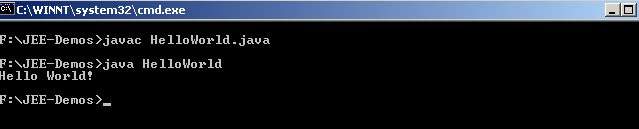 C:\WINNT\system32\cmd.exe
F:\JEE-Demos>javac HelloWorld.java
F:\JEE-Demos>java HelloWorld
Hello World!
F:\JEE-Demos>_